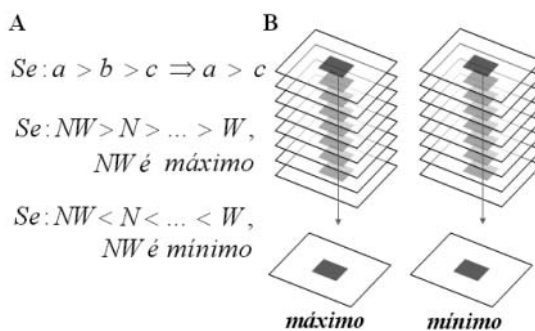 A
Se: a > b > c ⇒ a > c
Se: NW > N > ... > W ,
NW é máximo
Se: NW < N < ... < W ,
NW é mínimo
B
máximo
mínimo